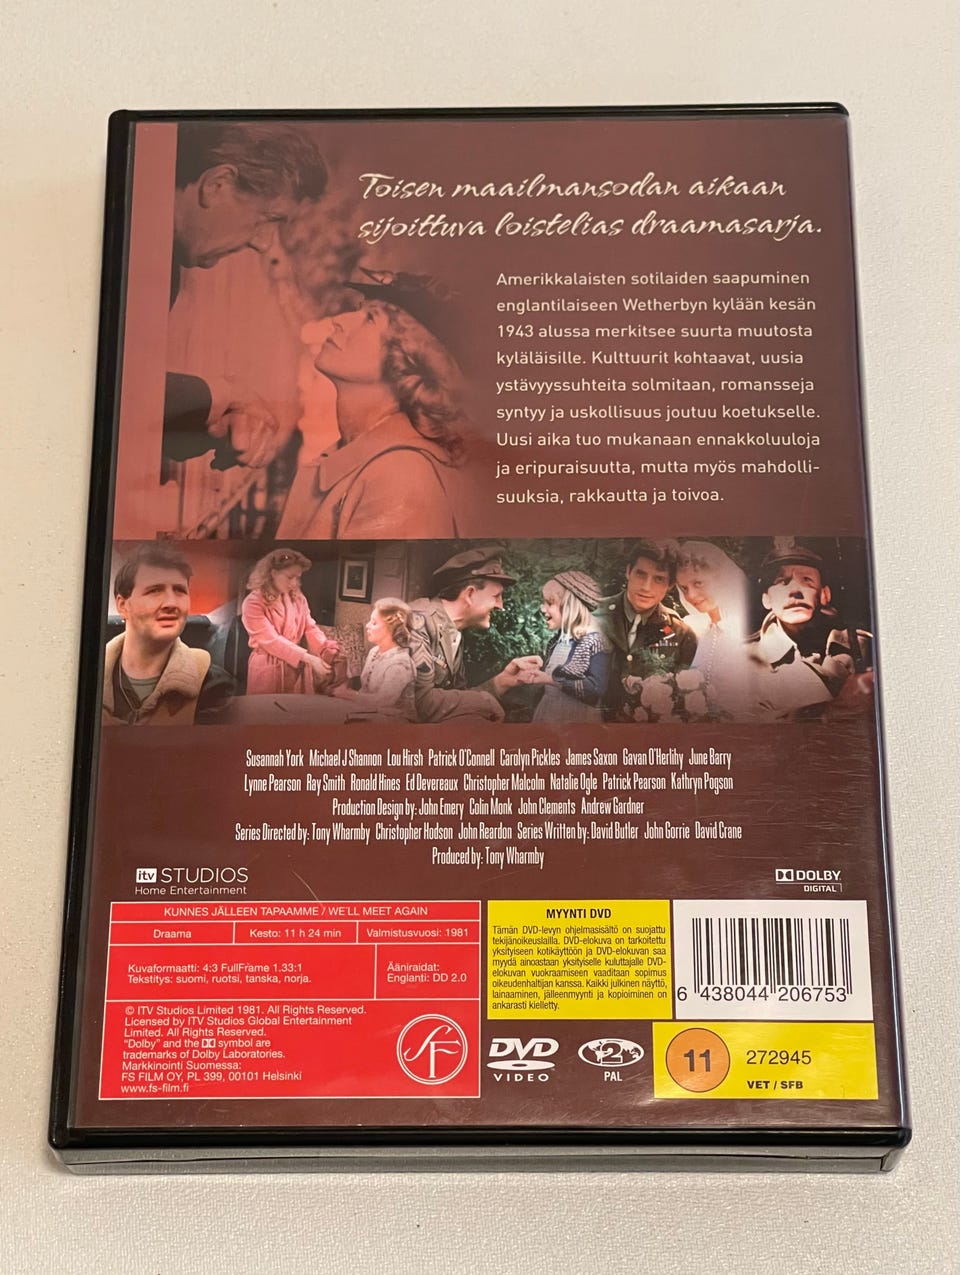 Toisen maailmansodan aikaan
sijoittuva loistelias draamasarja.
Amerikkalaisten sotilaiden saapuminen
englantilaiseen Wetherbyn kylään kesän
1943 alussa merkitsee suurta muutosta
kyläläisille. Kulttuurit kohtaavat, uusia
ystävyyssuhteita solmitaan, romansseja
syntyy ja uskollisuus joutuu koetukselle.
Uusi aika tuo mukanaan ennakkoluuloja
ja eripuraisuutta, mutta myös mahdolli-
suuksia, rakkautta ja toivoa.
Susannah York Michael J Shannon Lou Hirsh Patrick O'Connell Carolyn Pickles James Saxon Gavan O'Herlihy June Barry
Lynne Pearson Ray Smith Ronald Hines Ed Devereaux Christopher Malcolm Natalie Ogle Patrick Pearson Kathryn Pogson
Production Design by: John Emery Colin Monk John Clements Andrew Gardner
Series Directed by: Tony Wharmby Christopher Hodson John Reardon Series Written by: David Butler John Gorrie David Crane
Produced by: Tony Wharmby
itv STUDIOS
Home Entertainment
DOLBY
DIGITAL
KUNNES JÄLLEEN TAPAAMME / WE'LL MEET AGAIN
Draama Kesto: 11 h 24 min Valmistusvuosi: 1981
Kuvaformaatti: 4:3 FullFrame 1.33:1
Tekstitys: suomi, ruotsi, tanska, norja.
Ääniraidat:
Englanti: DD 2.0
© ITV Studios Limited 1981. All Rights Reserved.
Licensed by ITV Studios Global Entertainment
Limited. All Rights Reserved.
"Dolby" and the symbol are
trademarks of Dolby Laboratories.
Markkinointi Suomessa:
FS FILM OY, PL 399, 00101 Helsinki
www.fs-film.fi
SF
MYYNTI DVD
Tämän DVD-levyn ohjelmasisältö on suojattu
tekijänoikeuslailla. DVD-elokuva on tarkoitettu
yksityiseen kotikäyttöön ja DVD-elokuvan saa
myydä ainoastaan yksityiselle kuluttajalle DVD-
elokuvan vuokraamiseen vaaditaan sopimus
oikeudenhaltijan kanssa. Kaikki julkinen näyttö,
lainaaminen, jälleenmyynti ja kopioiminen on
ankarasti kielletty.
6 438044 206753
DVD
VIDEO
2
PAL
11
272945
VET / SFB